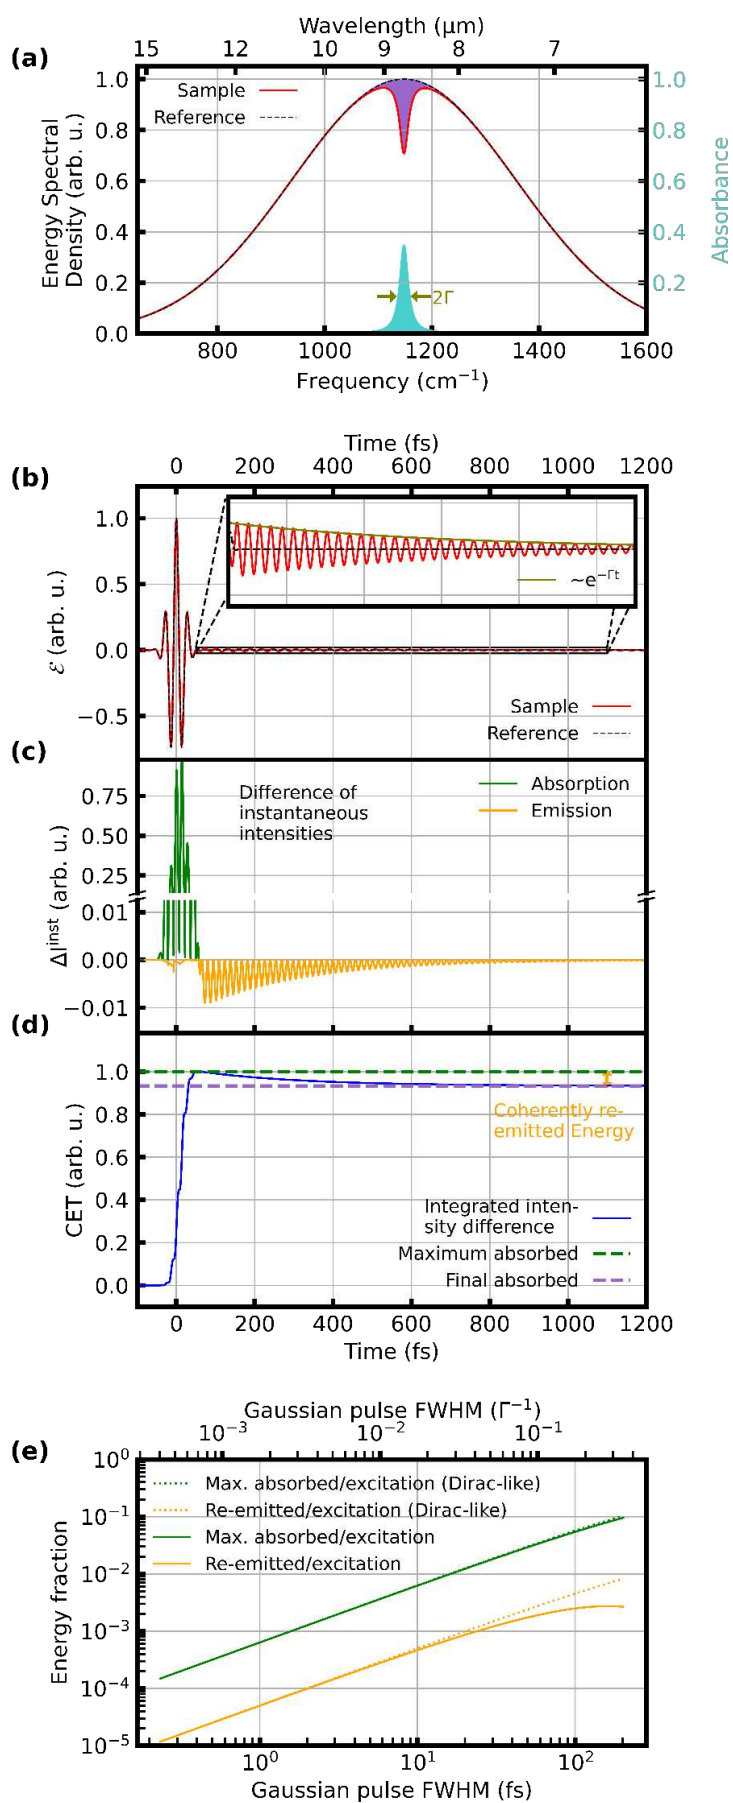 Wavelength (μm)
15 12 10 9 8 7
(a)
1.0
0.8
0.6
0.4
0.2
0.0
Energy Spectral
Density (arb. u.)
Sample
Reference
2Γ
1.0
0.8
0.6
0.4
0.2
Absorbance
800 1000 1200 1400 1600
Frequency (cm⁻¹)
Time (fs)
0 200 400 600 800 1000 1200
(b)
1.0
0.5
0.0
−0.5
ℰ (arb. u.)
~e⁻ᴦᵗ
Sample
Reference
(c)
0.75
0.50
0.25
0.01
0.00
−0.01
ΔIⁱⁿˢᵗ (arb. u.)
Difference of
instantaneous
intensities
Absorption
Emission
(d)
1.0
0.8
0.6
0.4
0.2
0.0
CET (arb. u.)
Coherently re-
emitted Energy
Integrated inten-
sity difference
Maximum absorbed
Final absorbed
0 200 400 600 800 1000 1200
Time (fs)
Gaussian pulse FWHM (Γ⁻¹)
10⁻³ 10⁻² 10⁻¹
(e)
10⁰
10⁻¹
10⁻²
10⁻³
10⁻⁴
10⁻⁵
Energy fraction
Max. absorbed/excitation (Dirac-like)
Re-emitted/excitation (Dirac-like)
Max. absorbed/excitation
Re-emitted/excitation
10⁰ 10¹ 10²
Gaussian pulse FWHM (fs)